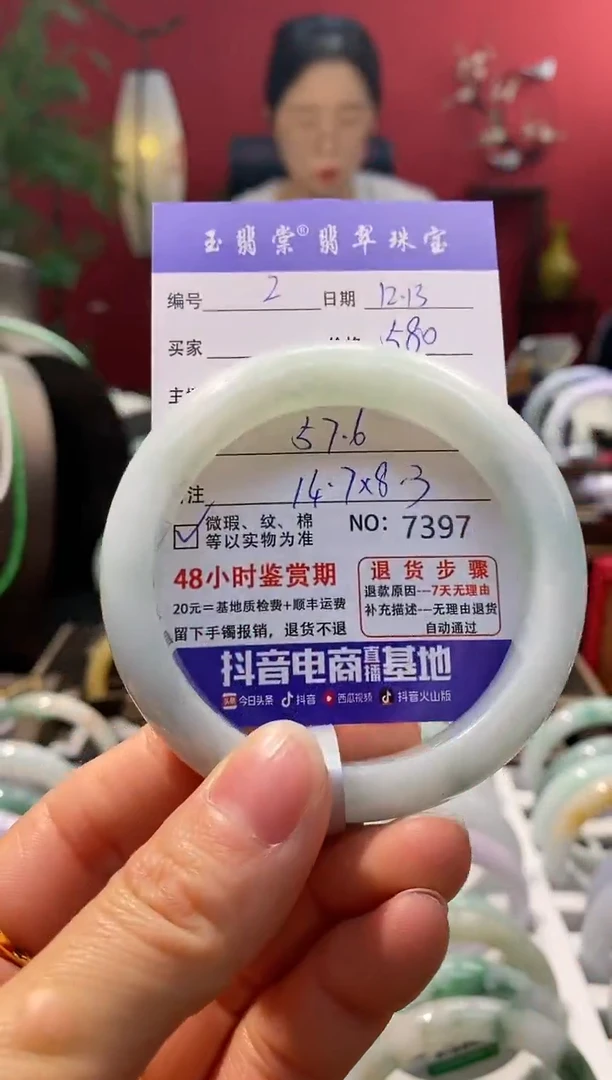 玉翡棠®翡翠珠宝
编号 2 日期 12.13
买家 580
57.6
注 14.7x8.3
微瑕、纹、棉
等以实物为准
NO: 7397
48小时鉴赏期
20元=基地质检费+顺丰运费
留下手镯报销，退货不退
退货步骤
退款原因---7天无理由
补充描述---无理由退货
自动通过
抖音电商直播基地
头条 今日头条 抖音 西瓜视频 抖音火山版